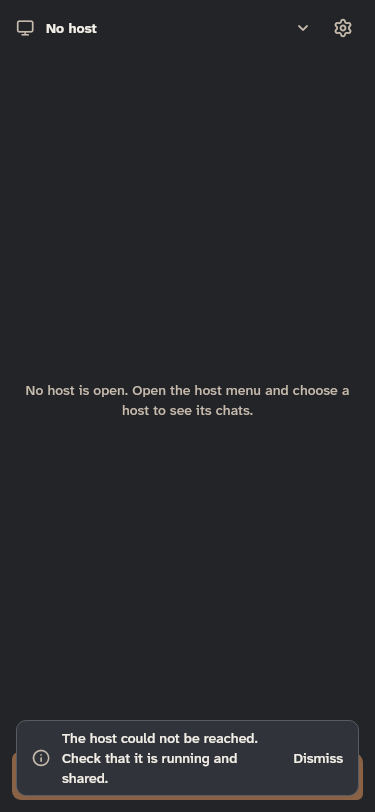 No host
No host is open. Open the host menu and choose a
host to see its chats.
The host could not be reached.
Check that it is running and
shared.
Dismiss